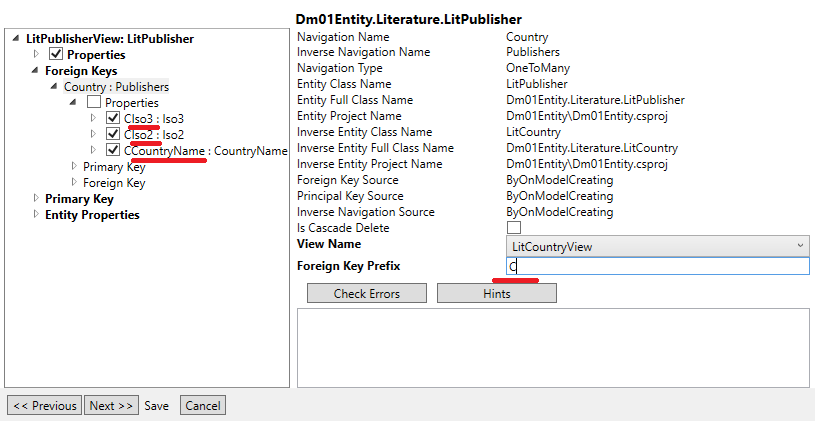 Dm01Entity.Literature.LitPublisher
LitPublisherView: LitPublisher
Properties
Foreign Keys
Country : Publishers
Properties
CIso3 : Iso3
CIso2 : Iso2
CCountryName : CountryName
Primary Key
Foreign Key
Primary Key
Entity Properties
Navigation Name Country
Inverse Navigation Name Publishers
Navigation Type OneToMany
Entity Class Name LitPublisher
Entity Full Class Name Dm01Entity.Literature.LitPublisher
Entity Project Name Dm01Entity\Dm01Entity.csproj
Inverse Entity Class Name LitCountry
Inverse Entity Full Class Name Dm01Entity.Literature.LitCountry
Inverse Entity Project Name Dm01Entity\Dm01Entity.csproj
Foreign Key Source ByOnModelCreating
Principal Key Source ByOnModelCreating
Inverse Navigation Source ByOnModelCreating
Is Cascade Delete
View Name LitCountryView
Foreign Key Prefix C
Check Errors Hints
<< Previous Next >> Save Cancel